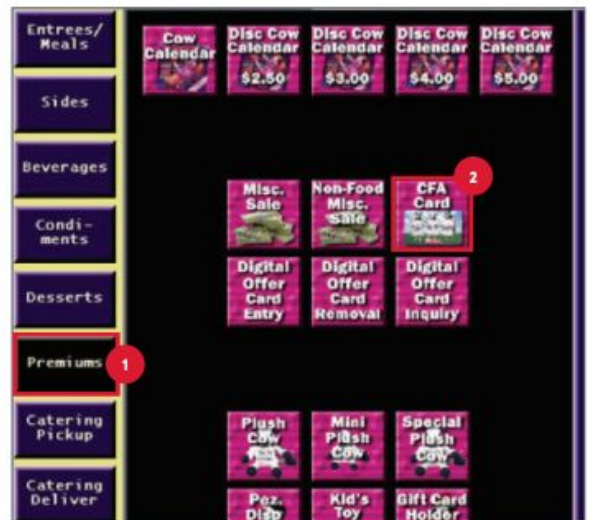 Entrees/
Meals
Sides
Beverages
Condi-
ments
Desserts
Premiums
1
Catering
Pickup
Catering
Deliver
Cow
Calendar
Disc Cow
Calendar
$2.50
Disc Cow
Calendar
$3.00
Disc Cow
Calendar
$4.00
Disc Cow
Calendar
$5.00
Misc.
Sale
Non-Food
Misc.
Sale
CFA
Card
2
Digital
Offer
Card
Entry
Digital
Offer
Card
Removal
Digital
Offer
Card
Inquiry
Plush
Cow
Mini
Plush
Cow
Special
Plush
Cow
Pez.
Disp
Kid's
Toy
Gift Card
Holder